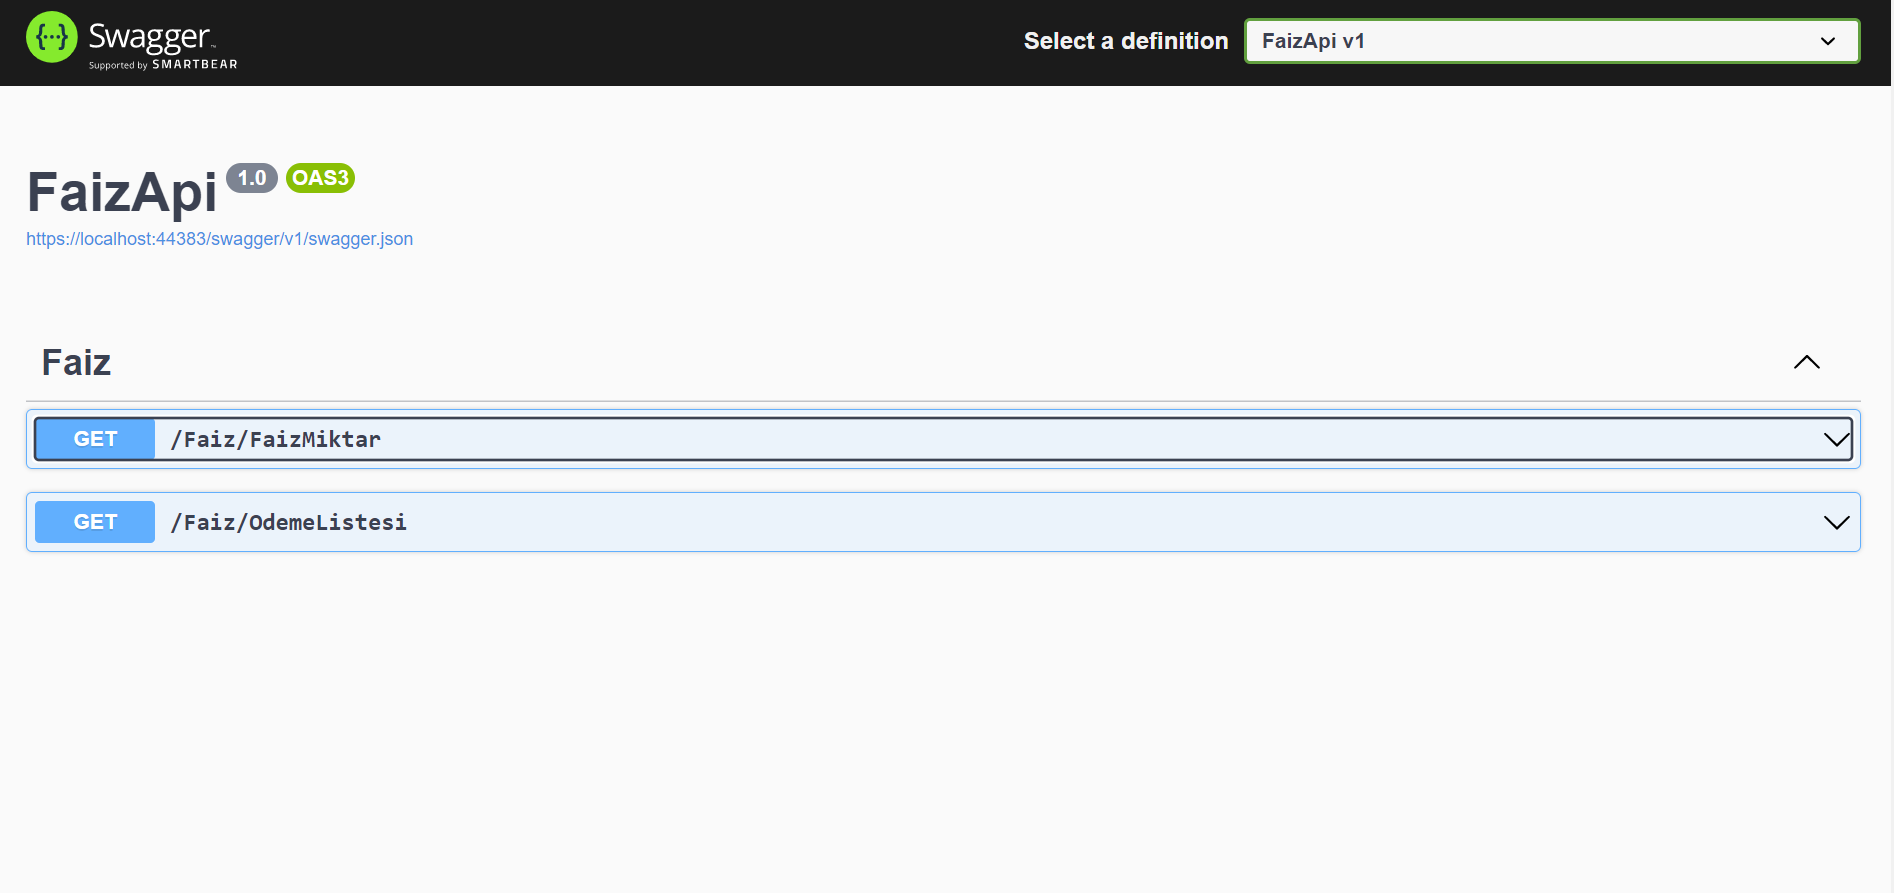 {···} Swagger™
Supported by SMARTBEAR
Select a definition
FaizApi v1
FaizApi 1.0 OAS3
https://localhost:44383/swagger/v1/swagger.json
Faiz
GET /Faiz/FaizMiktar
GET /Faiz/OdemeListesi